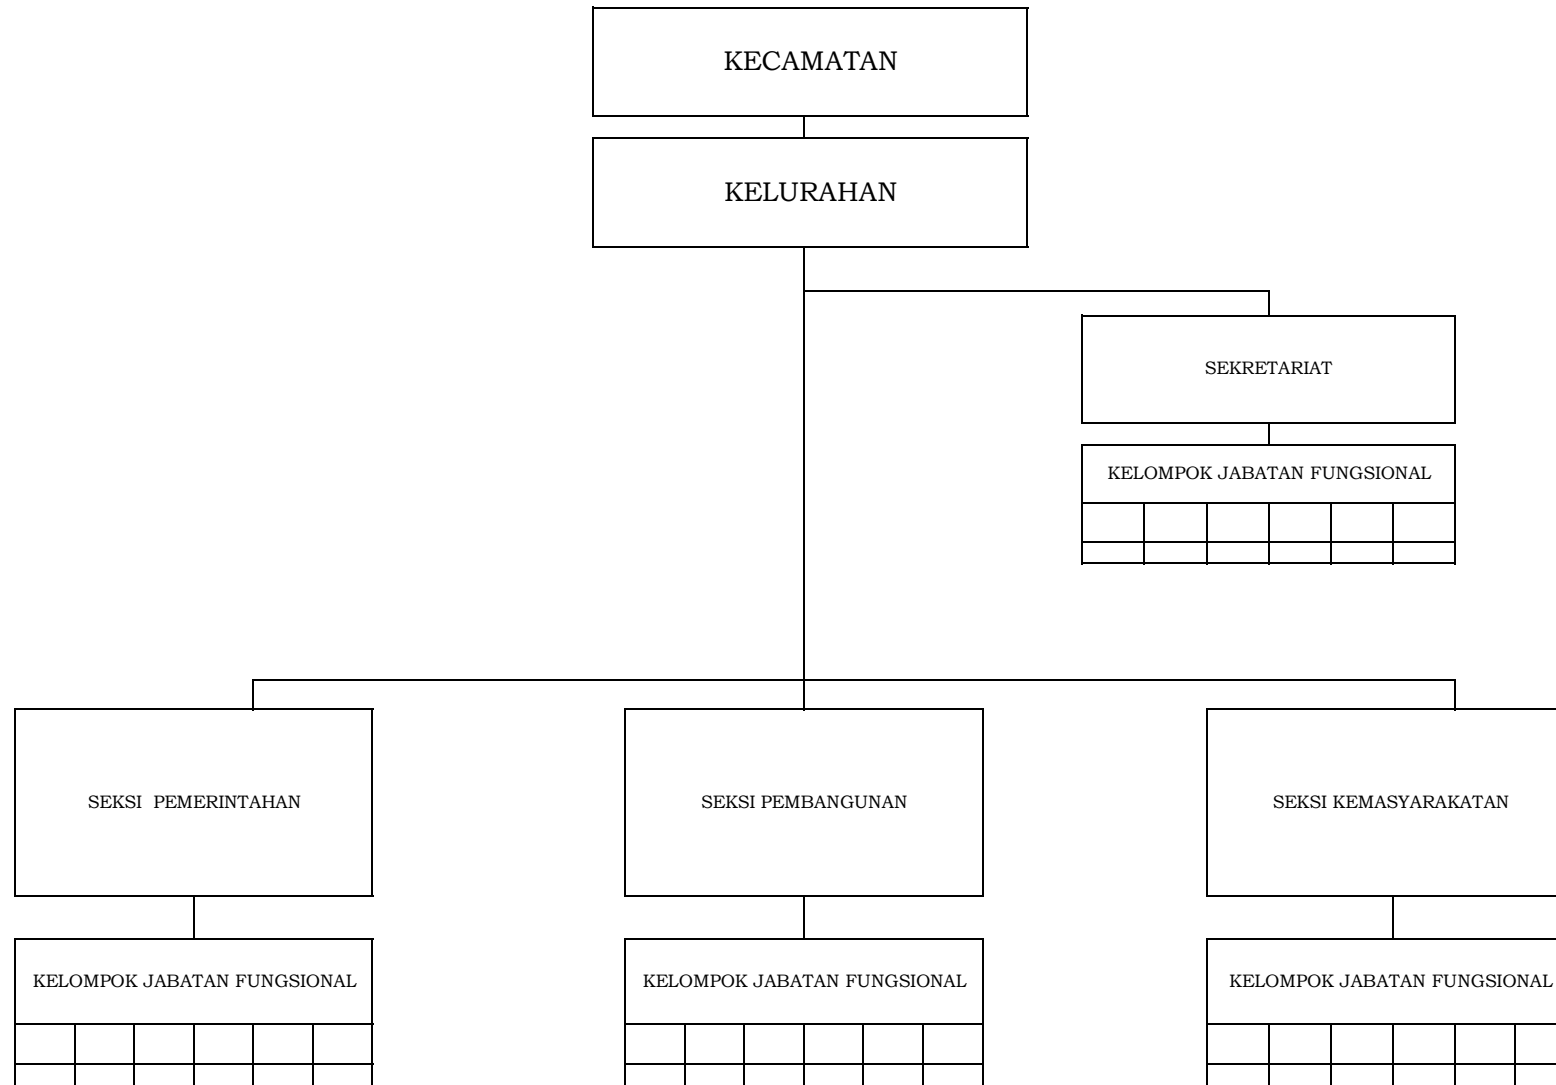 KECAMATAN
KELURAHAN
SEKRETARIAT
KELOMPOK JABATAN FUNGSIONAL
SEKSI  PEMERINTAHAN
SEKSI PEMBANGUNAN
SEKSI KEMASYARAKATAN
KELOMPOK JABATAN FUNGSIONAL
KELOMPOK JABATAN FUNGSIONAL
KELOMPOK JABATAN FUNGSIONAL